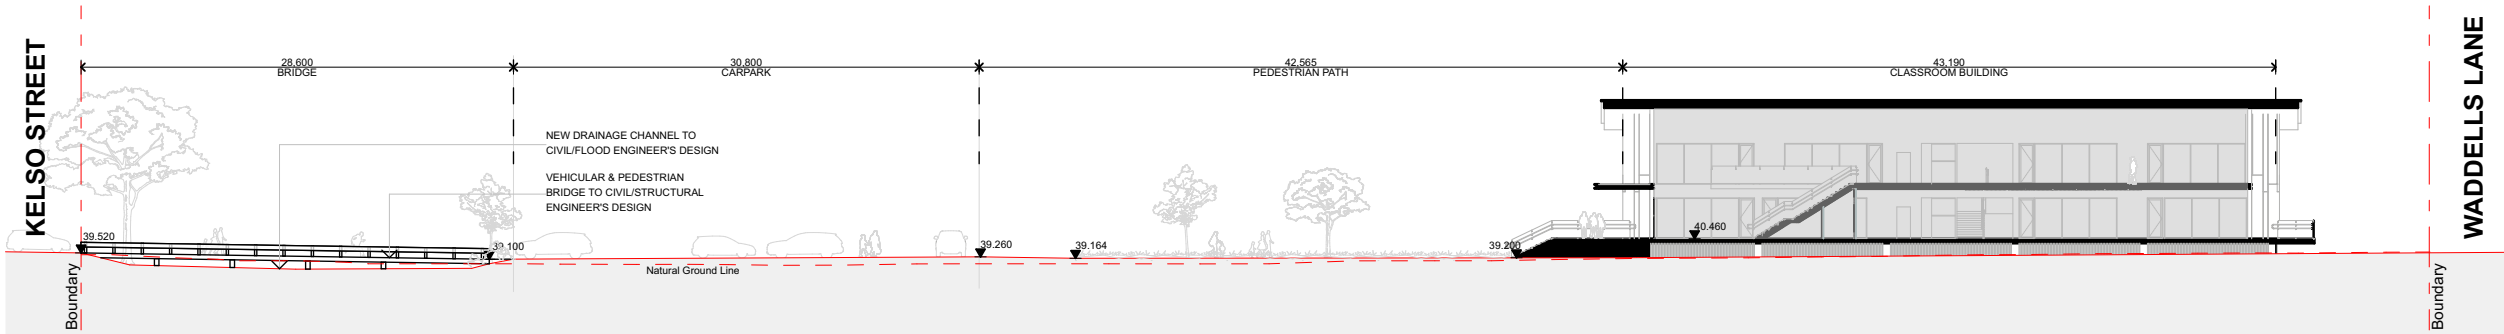 KELSO STREET
28,600
BRIDGE
30,800
CARPARK
42,565
PEDESTRIAN PATH
43,190
CLASSROOM BUILDING
WADDELLS LANE
NEW DRAINAGE CHANNEL TO
CIVIL/FLOOD ENGINEER'S DESIGN
VEHICULAR & PEDESTRIAN
BRIDGE TO CIVIL/STRUCTURAL
ENGINEER'S DESIGN
39.520
39.100
39.260
39.164
39.200
40.460
Natural Ground Line
Boundary
Boundary